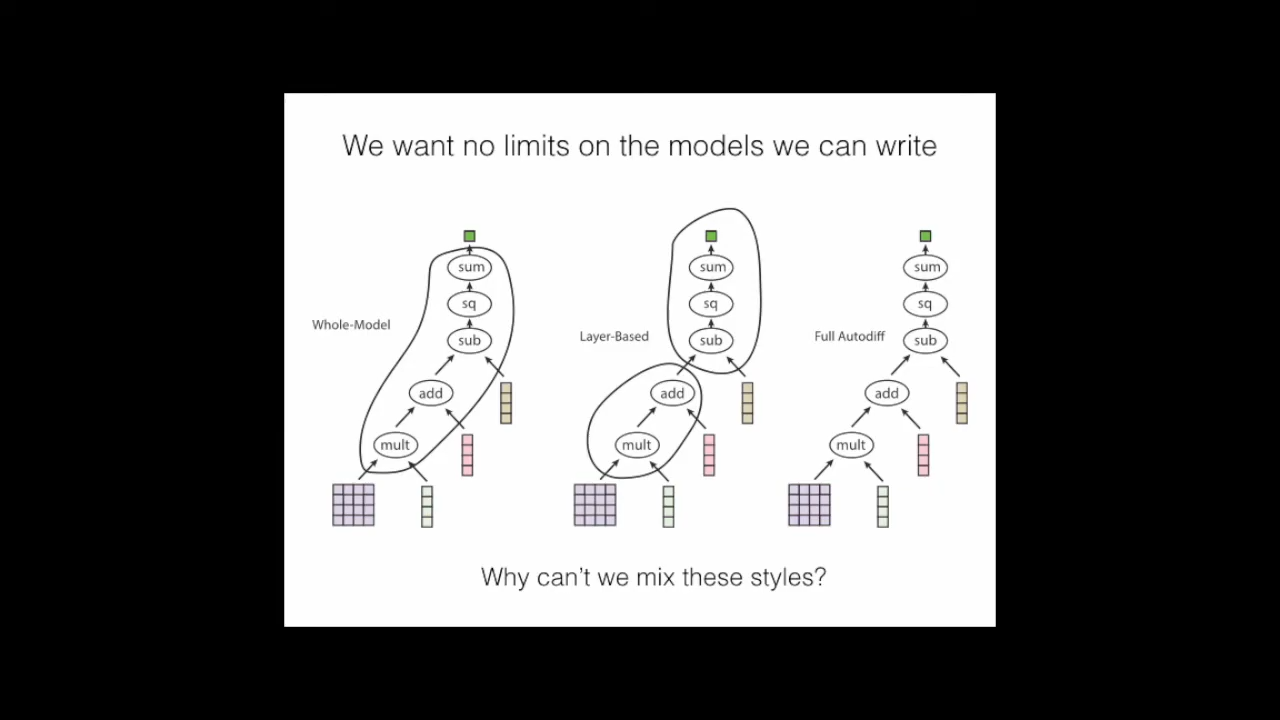 We want no limits on the models we can write
Whole-Model
sum
sq
sub
add
mult
Layer-Based
sum
sq
sub
add
mult
Full Autodiff
sum
sq
sub
add
mult
Why can't we mix these styles?